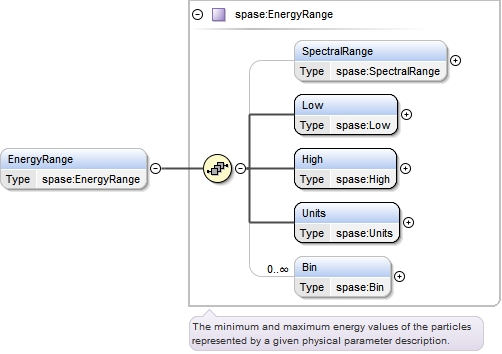 spase:EnergyRange
SpectralRange
Type spase:SpectralRange
Low
Type spase:Low
EnergyRange
Type spase:EnergyRange
High
Type spase:High
Units
Type spase:Units
0..∞
Bin
Type spase:Bin
The minimum and maximum energy values of the particles
represented by a given physical parameter description.